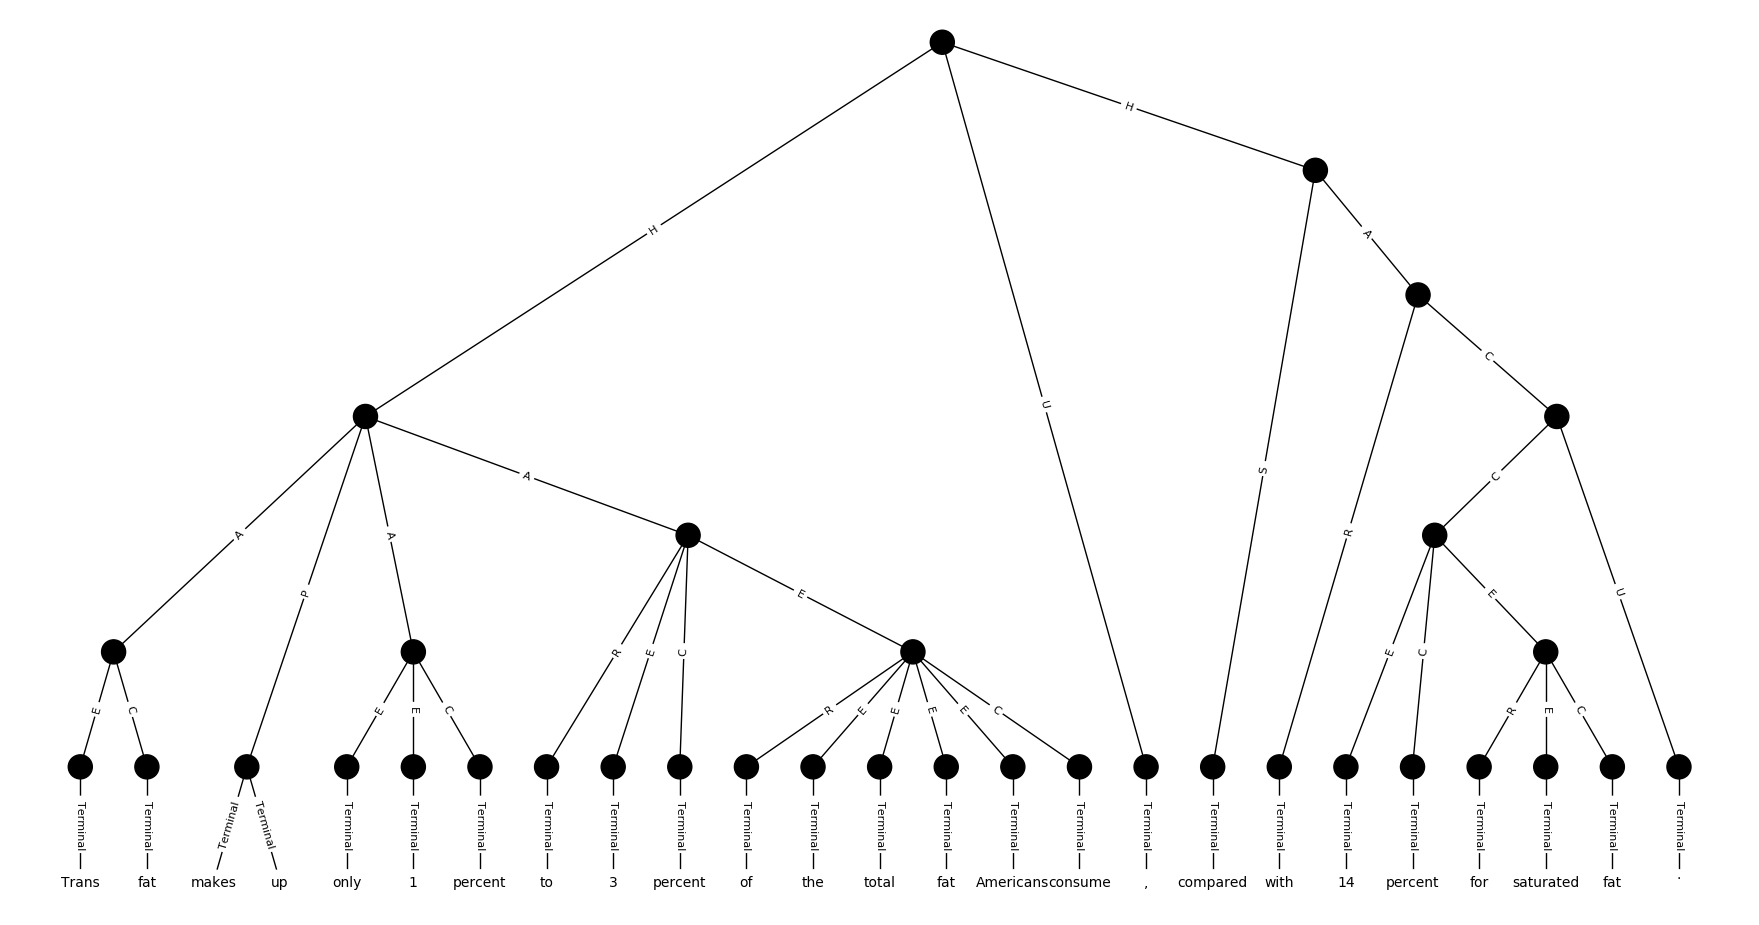 H
H
A
C
U
H
S
C
A
R
A
A
P
E
U
R
E
C
E
C
E
E
C
E
E
C
R
E
E
E
E
C
R
E
C
Terminal Terminal Terminal Terminal Terminal Terminal Terminal Terminal Terminal Terminal Terminal Terminal Terminal Terminal Terminal Terminal Terminal Terminal Terminal Terminal Terminal Terminal Terminal Terminal Terminal
Trans fat makes up only 1 percent to 3 percent of the total fat Americans consume , compared with 14 percent for saturated fat .